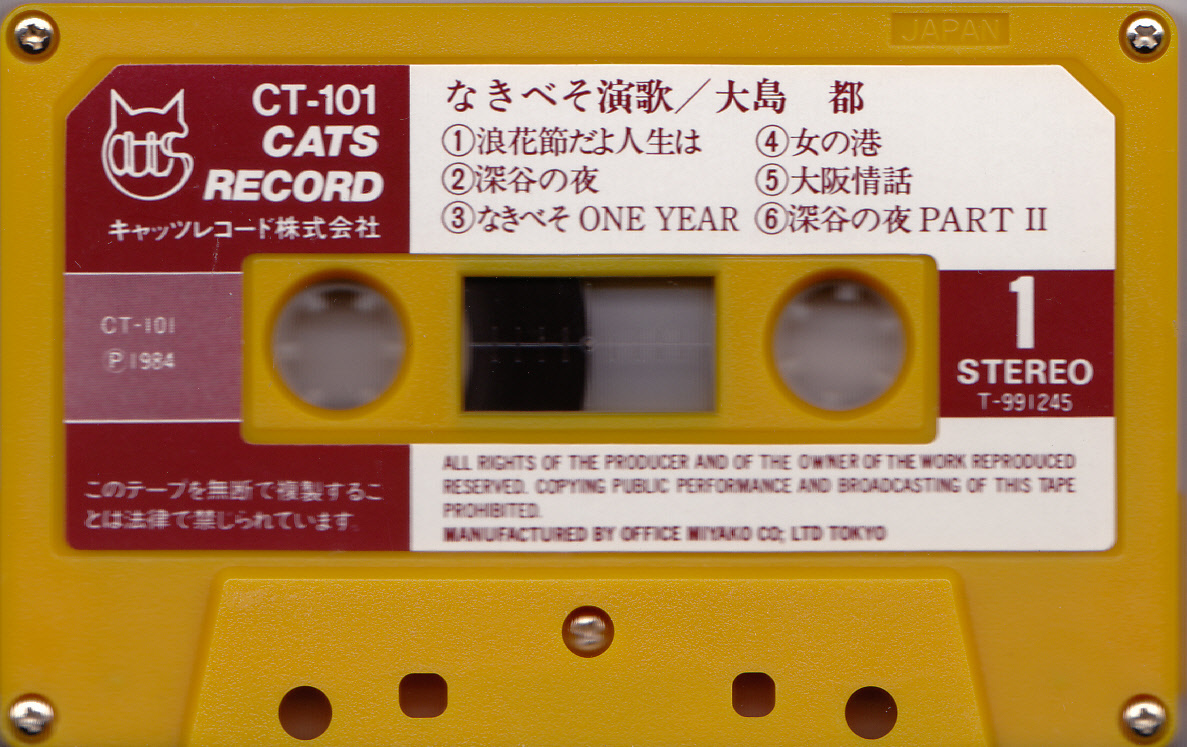 JAPAN
CT-101
CATS
RECORD
キャッツレコード株式会社
なきべそ演歌／大島 都
①浪花節だよ人生は
②深谷の夜
③なきべそ ONE YEAR
④女の港
⑤大阪情話
⑥深谷の夜 PART II
CT-101
Ⓟ1984
1
STEREO
T-991245
このテープを無断で複製するこ
とは法律で禁じられています.
ALL RIGHTS OF THE PRODUCER AND OF THE OWNER OF THE WORK REPRODUCED
RESERVED. COPYING PUBLIC PERFORMANCE AND BROADCASTING OF THIS TAPE
PROHIBITED.
MANUFACTURED BY OFFICE MIYAKO CO; LTD TOKYO